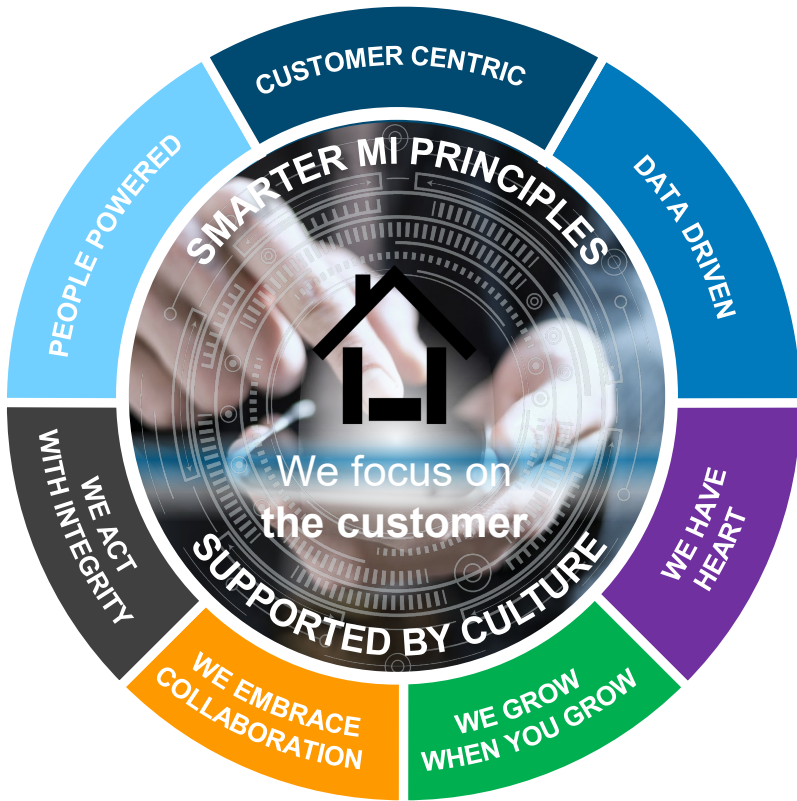 CUSTOMER CENTRIC
PEOPLE POWERED
DATA DRIVEN
SMARTER MI PRINCIPLES
We focus on
the customer
SUPPORTED BY CULTURE
WE ACT
WITH INTEGRITY
WE HAVE
HEART
WE EMBRACE
COLLABORATION
WE GROW
WHEN YOU GROW